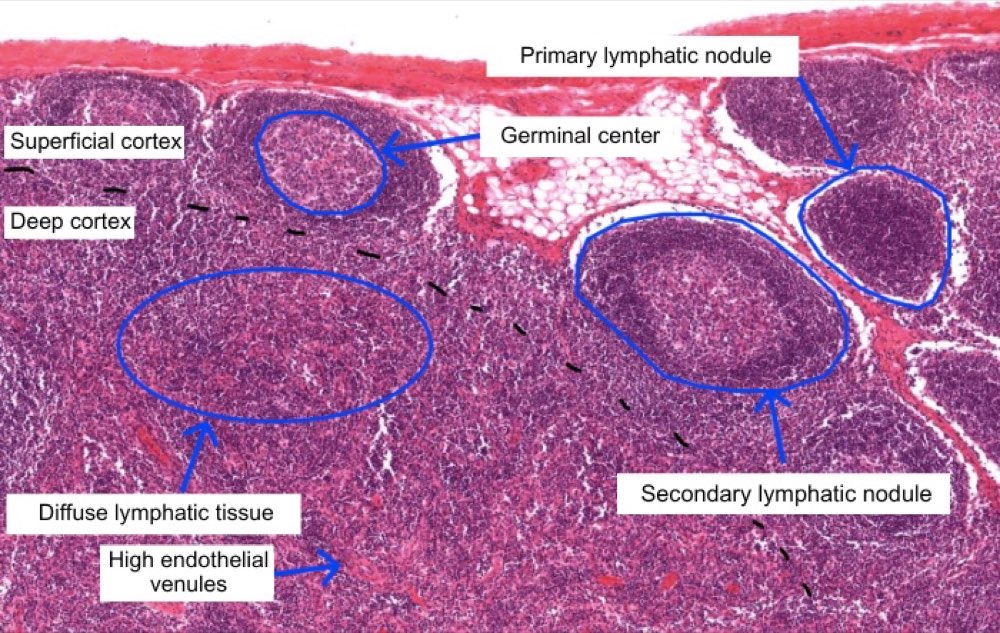 Primary lymphatic nodule
Germinal center
Superficial cortex
Deep cortex
Secondary lymphatic nodule
Diffuse lymphatic tissue
High endothelial
venules